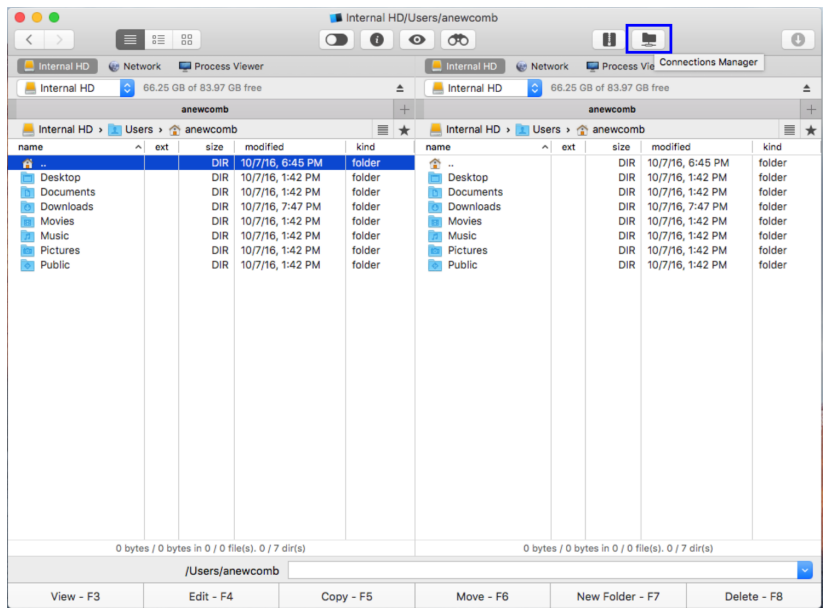 Internal HD/Users/anewcomb
Connections Manager
Internal HD Network Process Viewer
Internal HD Network Process Vie
Internal HD 66.25 GB of 83.97 GB free
Internal HD 66.25 GB of 83.97 GB free
anewcomb +
anewcomb +
Internal HD › Users › anewcomb
Internal HD › Users › anewcomb
name ext size modified kind
.. DIR 10/7/16, 6:45 PM folder
Desktop DIR 10/7/16, 1:42 PM folder
Documents DIR 10/7/16, 1:42 PM folder
Downloads DIR 10/7/16, 7:47 PM folder
Movies DIR 10/7/16, 1:42 PM folder
Music DIR 10/7/16, 1:42 PM folder
Pictures DIR 10/7/16, 1:42 PM folder
Public DIR 10/7/16, 1:42 PM folder
name ext size modified kind
.. DIR 10/7/16, 6:45 PM folder
Desktop DIR 10/7/16, 1:42 PM folder
Documents DIR 10/7/16, 1:42 PM folder
Downloads DIR 10/7/16, 7:47 PM folder
Movies DIR 10/7/16, 1:42 PM folder
Music DIR 10/7/16, 1:42 PM folder
Pictures DIR 10/7/16, 1:42 PM folder
Public DIR 10/7/16, 1:42 PM folder
0 bytes / 0 bytes in 0 / 0 file(s). 0 / 7 dir(s)
0 bytes / 0 bytes in 0 / 0 file(s). 0 / 7 dir(s)
/Users/anewcomb
View - F3 Edit - F4 Copy - F5 Move - F6 New Folder - F7 Delete - F8